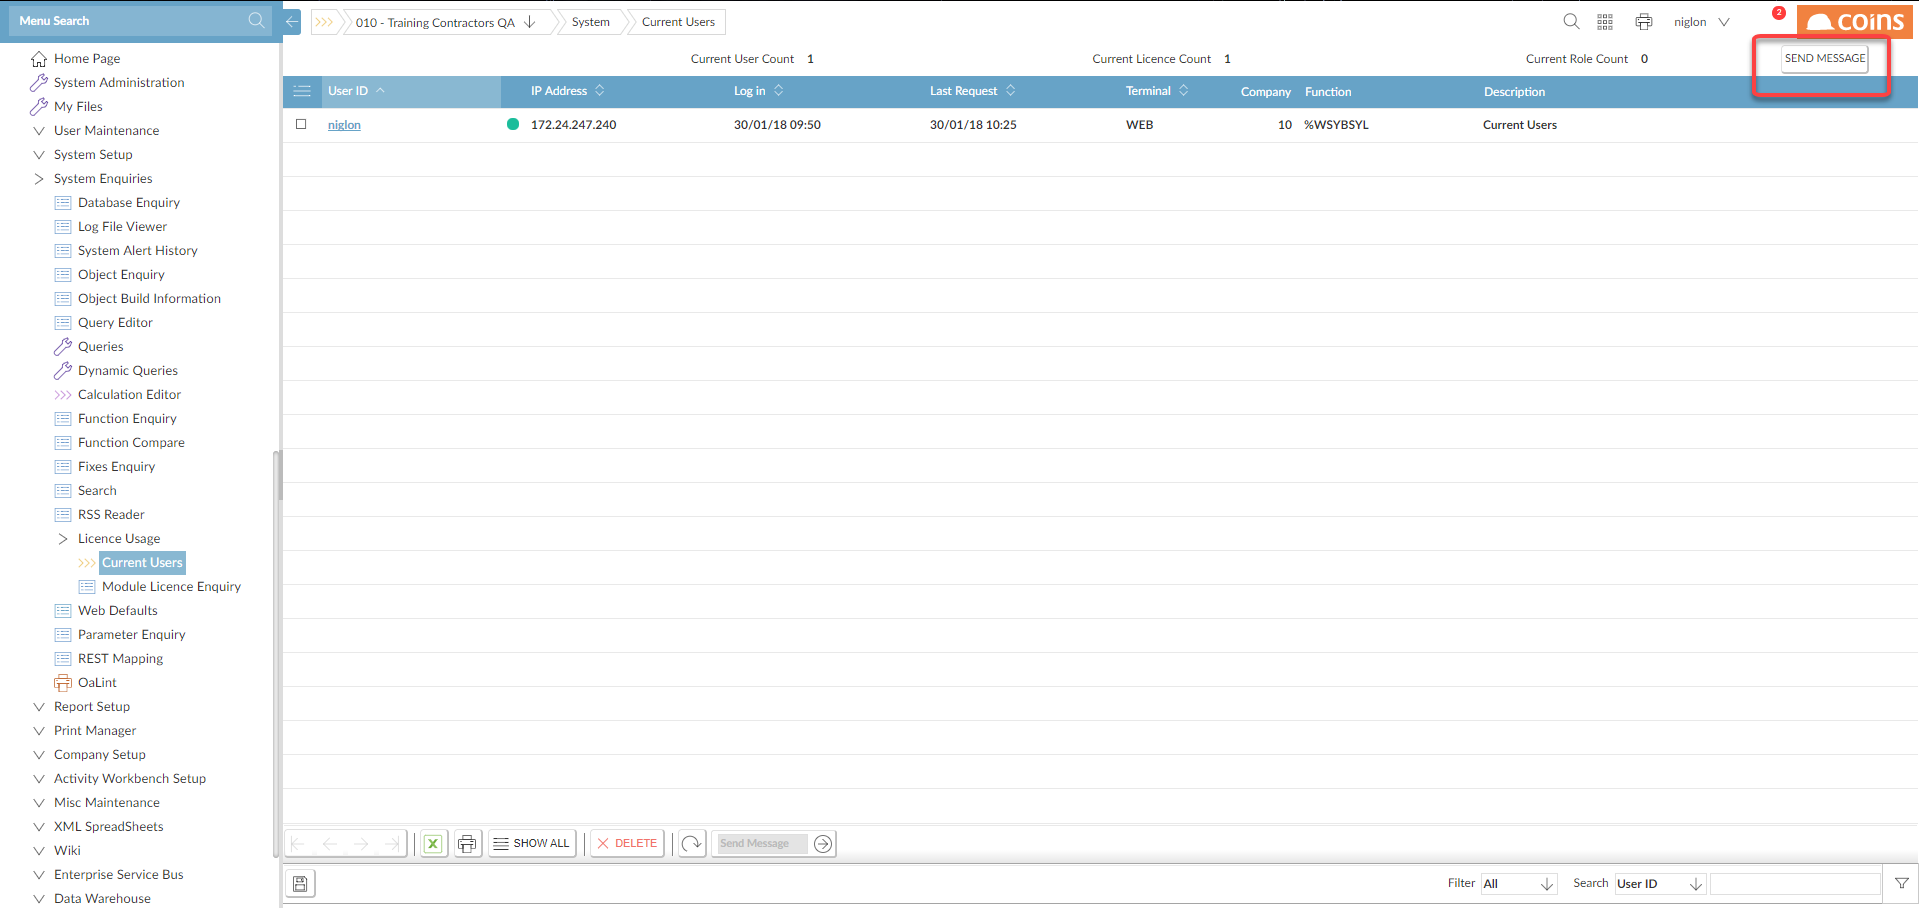 Menu Search
010 - Training Contractors QA
System
Current Users
niglon
2
coins
Current User Count 1
Current Licence Count 1
Current Role Count 0
SEND MESSAGE
User ID
IP Address
Log in
Last Request
Terminal
Company
Function
Description
niglon
172.24.247.240
30/01/18 09:50
30/01/18 10:25
WEB
10
%WSYBSYL
Current Users
Home Page
System Administration
My Files
User Maintenance
System Setup
System Enquiries
Database Enquiry
Log File Viewer
System Alert History
Object Enquiry
Object Build Information
Query Editor
Queries
Dynamic Queries
Calculation Editor
Function Enquiry
Function Compare
Fixes Enquiry
Search
RSS Reader
Licence Usage
Current Users
Module Licence Enquiry
Web Defaults
Parameter Enquiry
REST Mapping
OaLint
Report Setup
Print Manager
Company Setup
Activity Workbench Setup
Misc Maintenance
XML SpreadSheets
Wiki
Enterprise Service Bus
Data Warehouse
SHOW ALL
DELETE
Send Message
Filter All
Search User ID